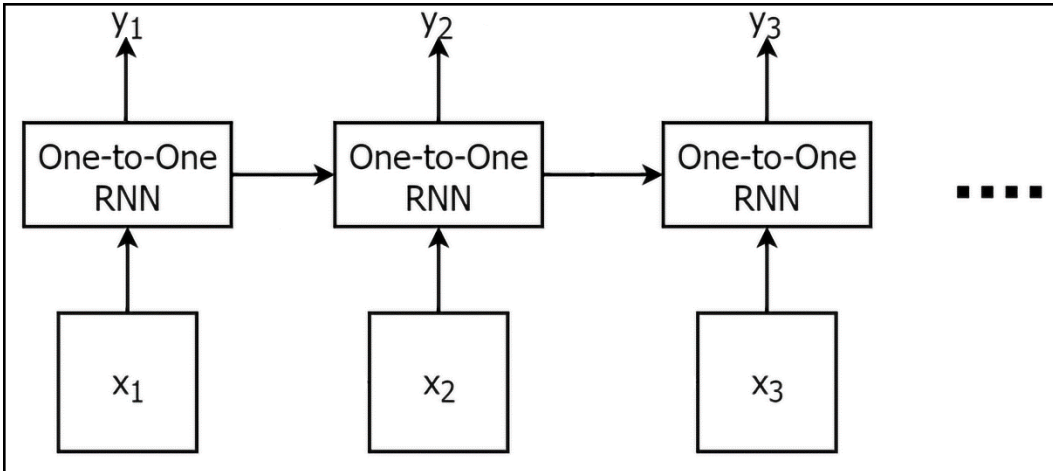 y₁ y₂ y₃
One-to-One One-to-One One-to-One
RNN RNN RNN
x₁ x₂ x₃